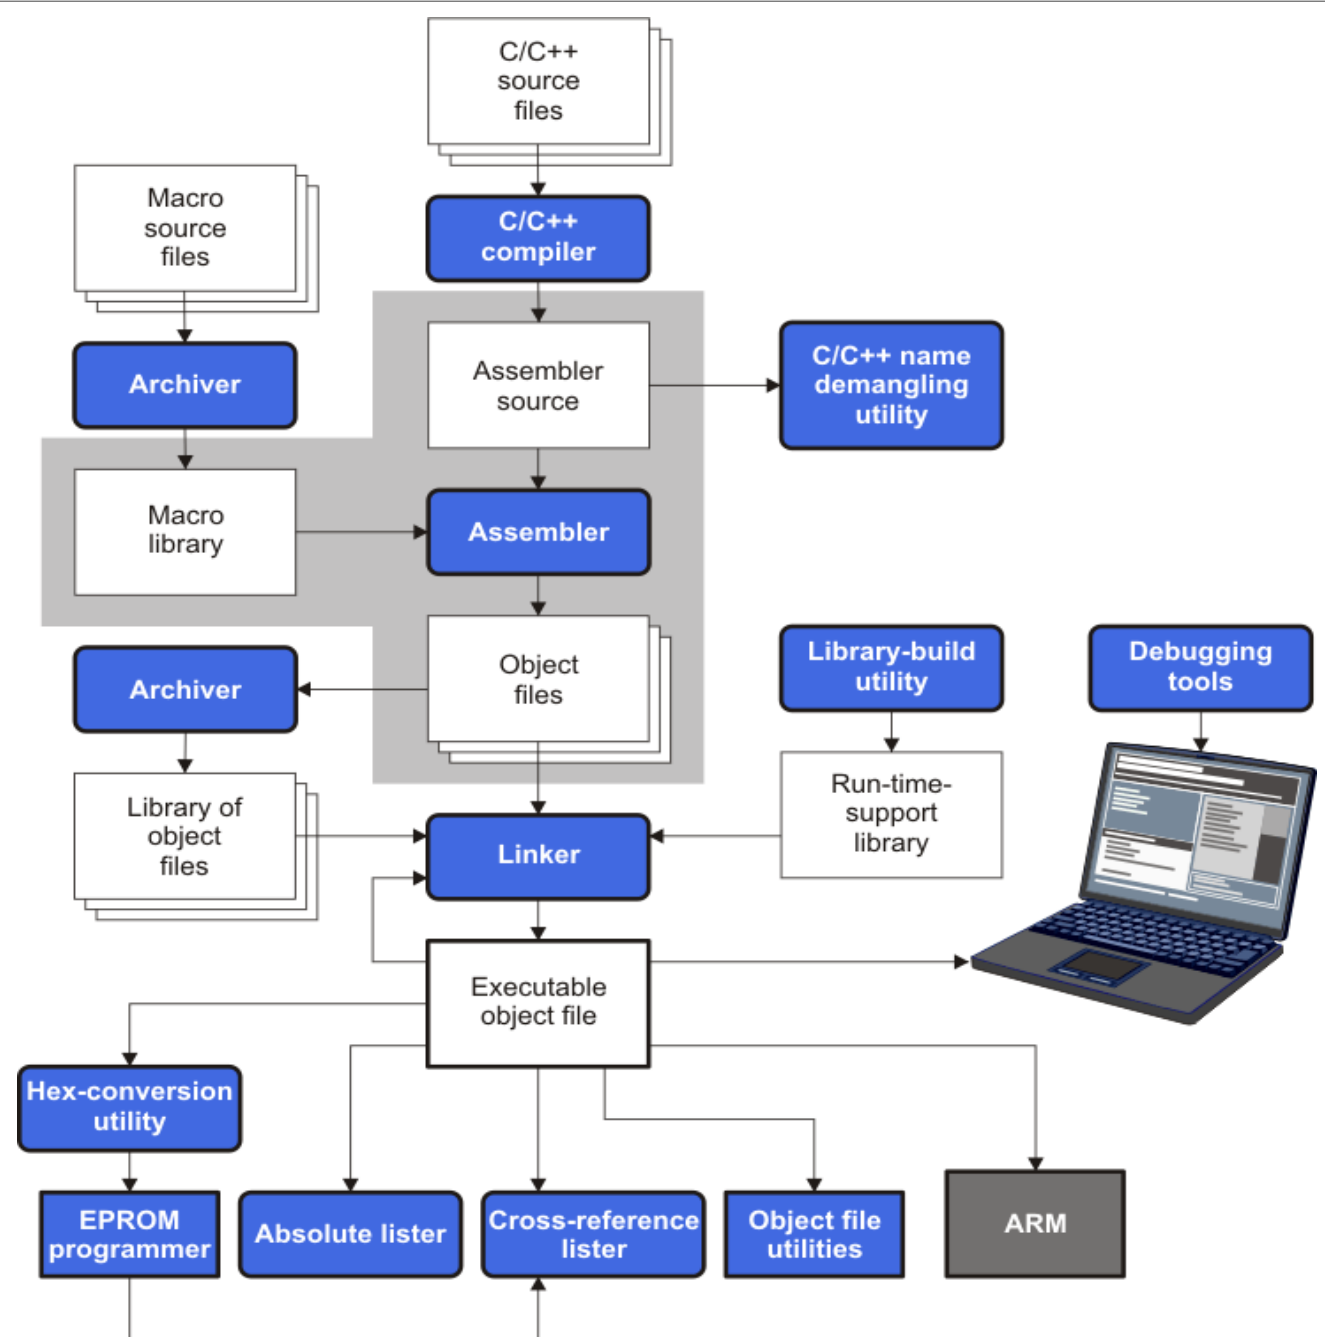 C/C++
source
files
Macro
source
files
C/C++
compiler
Archiver
Assembler
source
C/C++ name
demangling
utility
Macro
library
Assembler
Archiver
Object
files
Library-build
utility
Debugging
tools
Library of
object
files
Linker
Run-time-
support
library
Executable
object file
Hex-conversion
utility
EPROM
programmer
Absolute lister
Cross-reference
lister
Object file
utilities
ARM